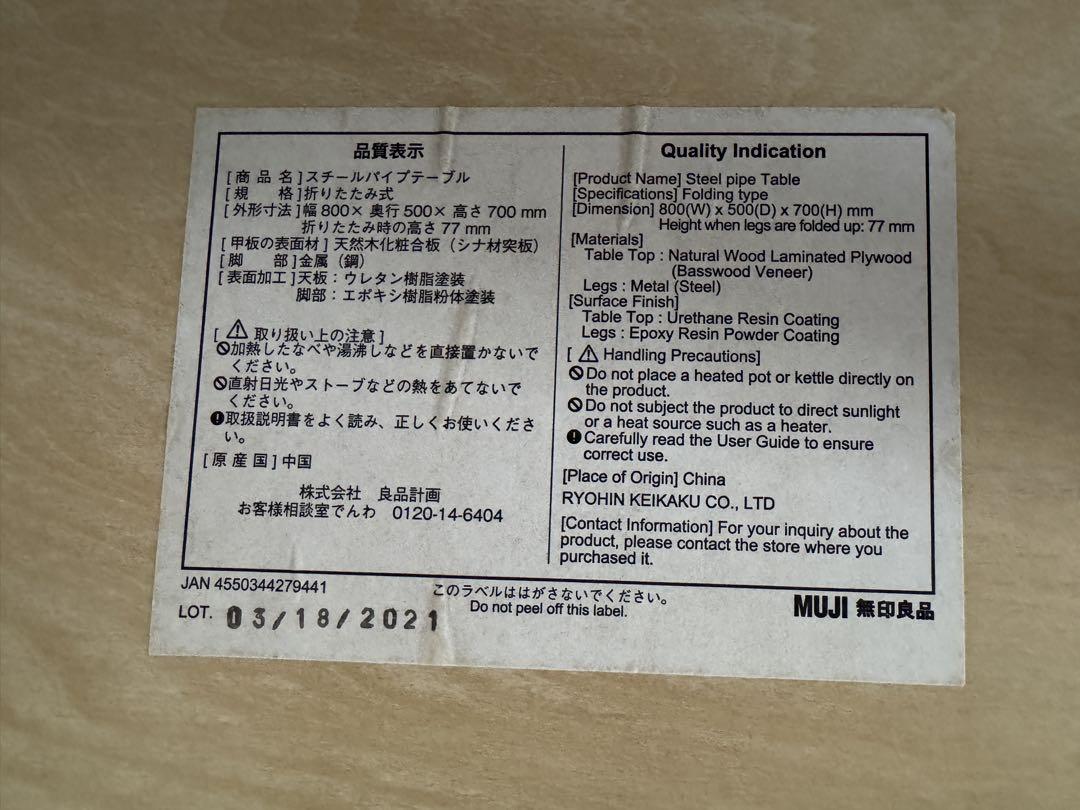 品質表示
[商品名]スチールパイプテーブル
[規 格]折りたたみ式
[外形寸法]幅800×奥行500×高さ700 mm
折りたたみ時の高さ77 mm
[甲板の表面材]天然木化粧合板（シナ材突板）
[脚 部]金属（鋼）
[表面加工]天板：ウレタン樹脂塗装
脚部：エポキシ樹脂粉体塗装
[⚠取り扱い上の注意]
🚫加熱したなべや湯沸しなどを直接置かないで
ください。
🚫直射日光やストーブなどの熱をあてないで
ください。
❗取扱説明書をよく読み、正しくお使いくださ
い。
[原産国]中国
株式会社 良品計画
お客様相談室でんわ 0120-14-6404
Quality Indication
[Product Name] Steel pipe Table
[Specifications] Folding type
[Dimension] 800(W) x 500(D) x 700(H) mm
Height when legs are folded up: 77 mm
[Materials]
Table Top : Natural Wood Laminated Plywood
(Basswood Veneer)
Legs : Metal (Steel)
[Surface Finish]
Table Top : Urethane Resin Coating
Legs : Epoxy Resin Powder Coating
[ ⚠ Handling Precautions]
🚫Do not place a heated pot or kettle directly on
the product.
🚫Do not subject the product to direct sunlight
or a heat source such as a heater.
❗Carefully read the User Guide to ensure
correct use.
[Place of Origin] China
RYOHIN KEIKAKU CO., LTD
[Contact Information] For your inquiry about the
product, please contact the store where you
purchased it.
JAN 4550344279441
LOT. 03/18/2021
このラベルははがさないでください。
Do not peel off this label.
MUJI 無印良品